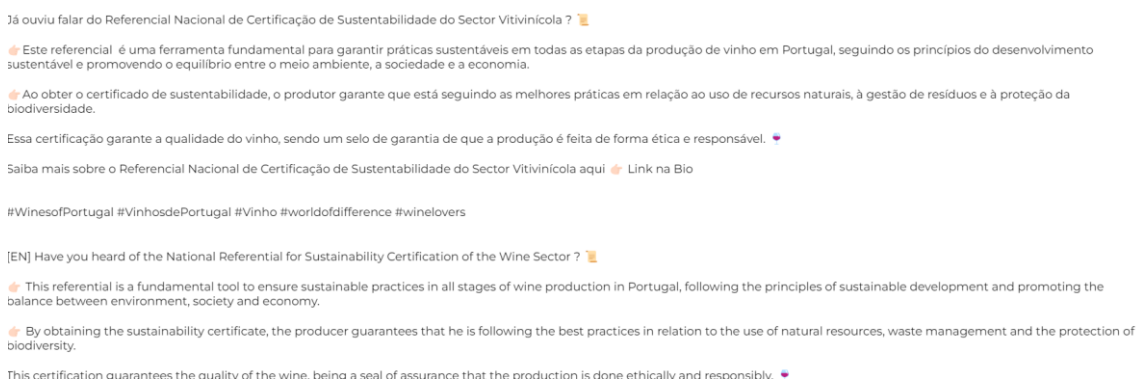 Já ouviu falar do Referencial Nacional de Certificação de Sustentabilidade do Sector Vitivinícola ? 📜
👉🏻Este referencial é uma ferramenta fundamental para garantir práticas sustentáveis em todas as etapas da produção de vinho em Portugal, seguindo os princípios do desenvolvimento
sustentável e promovendo o equilíbrio entre o meio ambiente, a sociedade e a economia.
👉🏻Ao obter o certificado de sustentabilidade, o produtor garante que está seguindo as melhores práticas em relação ao uso de recursos naturais, à gestão de resíduos e à proteção da
biodiversidade.
Essa certificação garante a qualidade do vinho, sendo um selo de garantia de que a produção é feita de forma ética e responsável. 🍷
Saiba mais sobre o Referencial Nacional de Certificação de Sustentabilidade do Sector Vitivinícola aqui 👉🏻 Link na Bio
#WinesofPortugal #VinhosdePortugal #Vinho #worldofdifference #winelovers
[EN] Have you heard of the National Referential for Sustainability Certification of the Wine Sector ? 📜
👉🏻 This referential is a fundamental tool to ensure sustainable practices in all stages of wine production in Portugal, following the principles of sustainable development and promoting the
balance between environment, society and economy.
👉🏻 By obtaining the sustainability certificate, the producer guarantees that he is following the best practices in relation to the use of natural resources, waste management and the protection of
biodiversity.
This certification guarantees the quality of the wine, being a seal of assurance that the production is done ethically and responsibly. 🍷